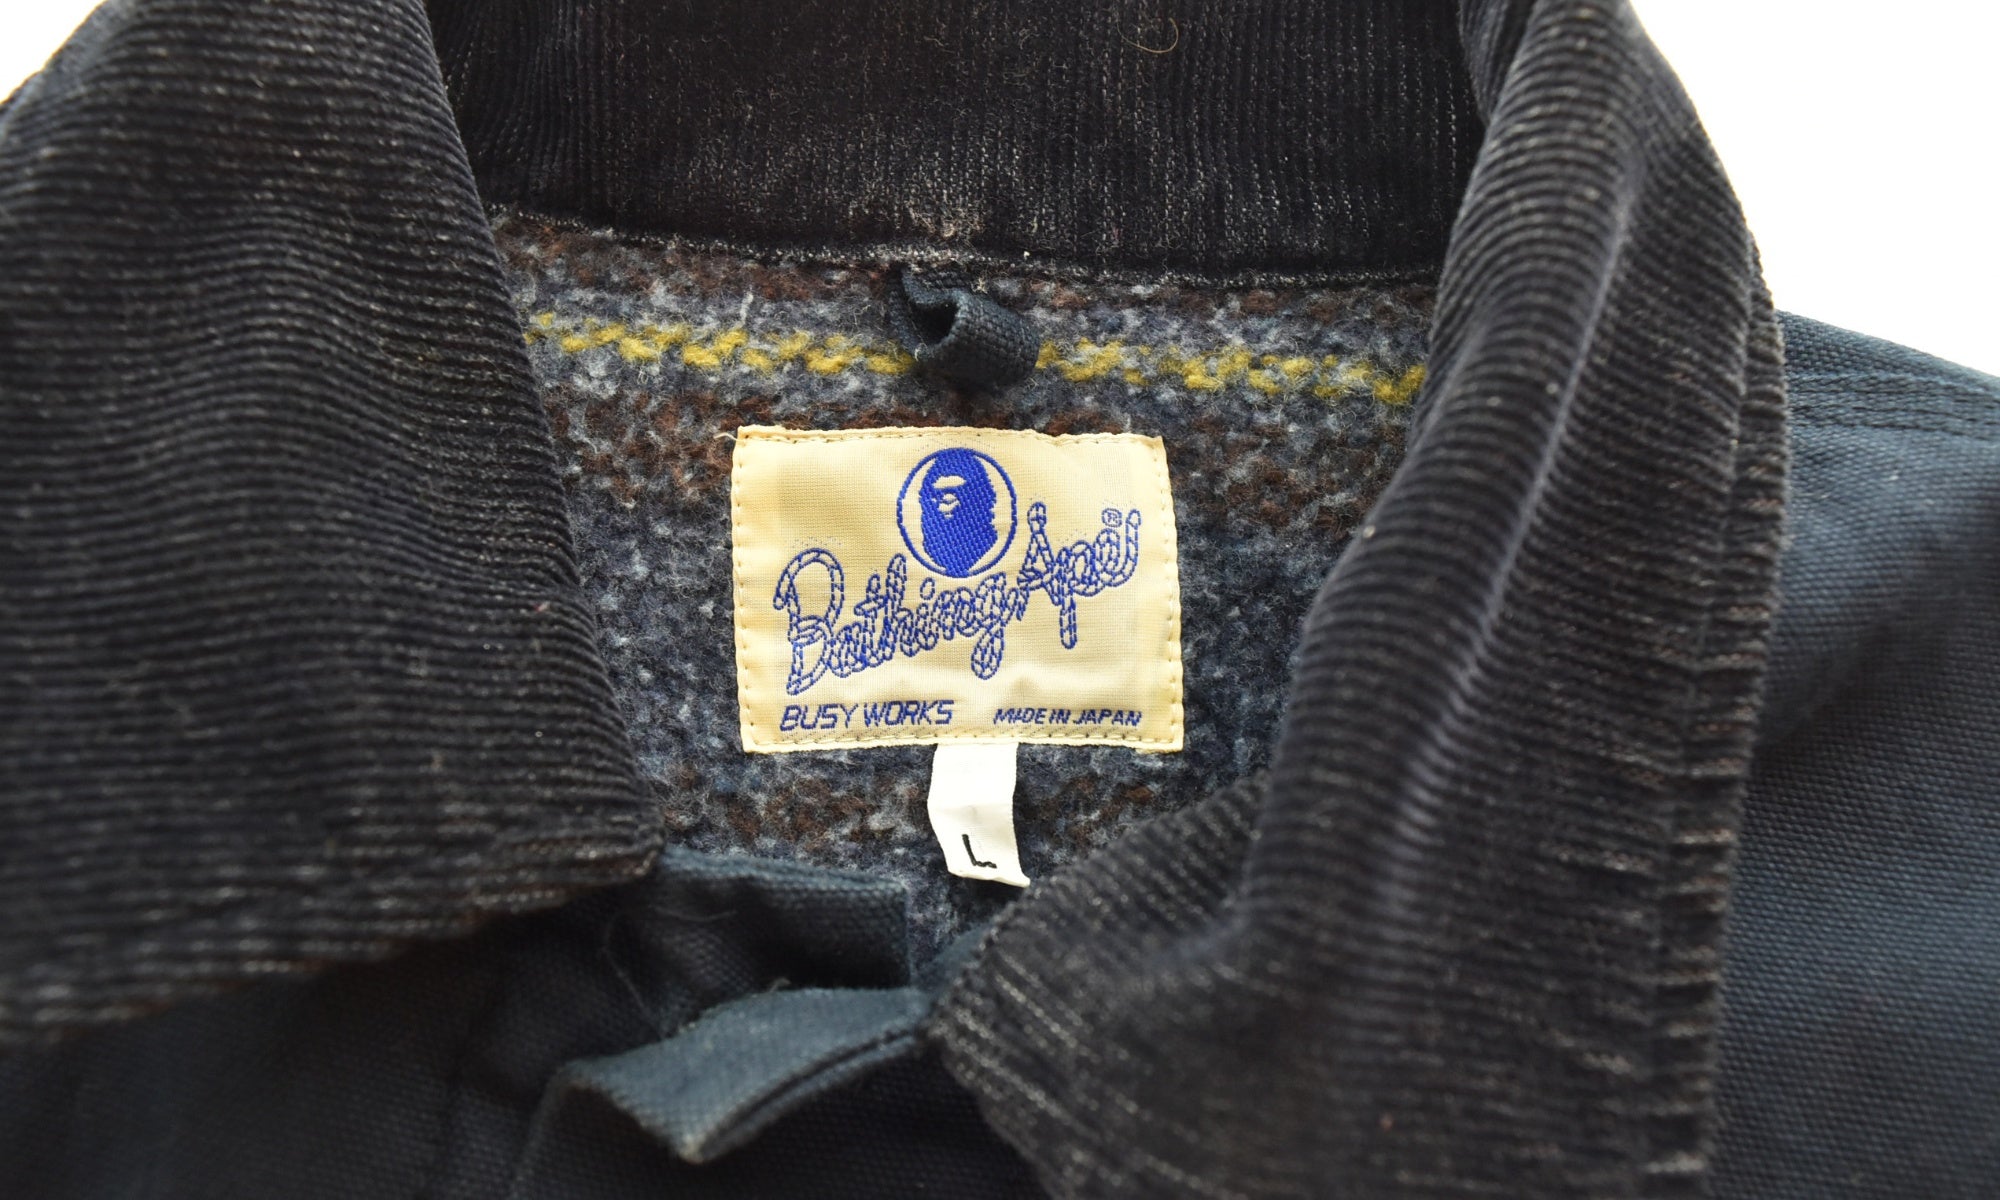 Bathing Ape ®
BUSY WORKS MADE IN JAPAN
L